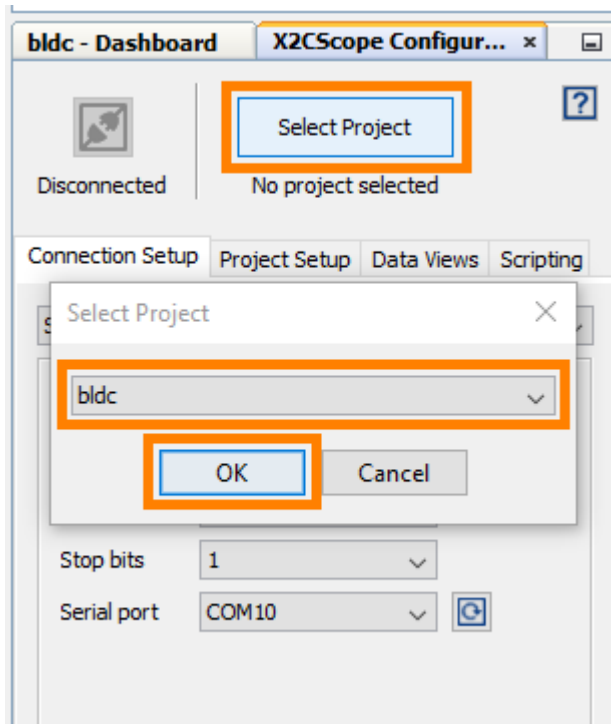 bldc - Dashboard
X2CScope Configur... ×
Select Project
?
Disconnected
No project selected
Connection Setup
Project Setup
Data Views
Scripting
Select Project
bldc
OK
Cancel
Stop bits
1
Serial port
COM10